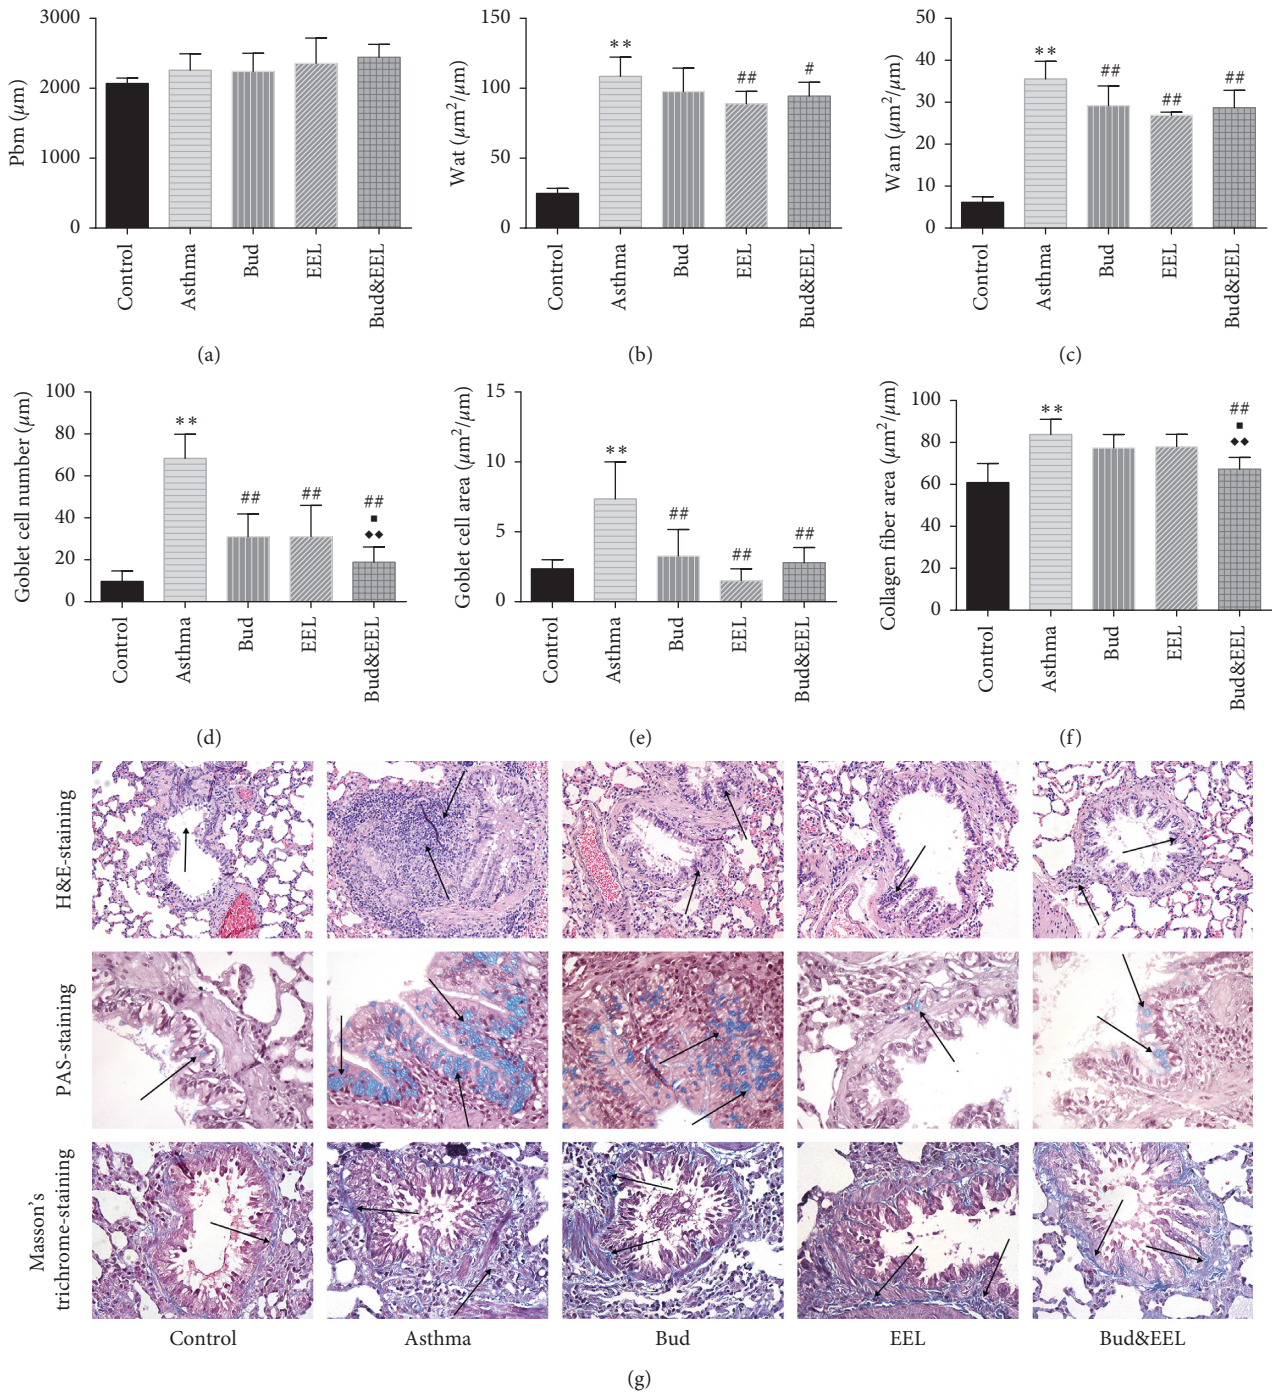 3000
2000
1000
0
Pbm (μm)
Control
Asthma
Bud
EEL
Bud&EEL
(a)
150
100
50
0
Wat (μm²/μm)
**
##
#
Control
Asthma
Bud
EEL
Bud&EEL
(b)
50
40
30
20
10
0
Wam (μm²/μm)
**
##
##
##
Control
Asthma
Bud
EEL
Bud&EEL
(c)
100
80
60
40
20
0
Goblet cell number (μm)
**
##
##
##
■
◆◆
Control
Asthma
Bud
EEL
Bud&EEL
(d)
15
10
5
0
Goblet cell area (μm²/μm)
**
##
##
##
Control
Asthma
Bud
EEL
Bud&EEL
(e)
100
80
60
40
20
0
Collagen fiber area (μm²/μm)
**
##
■
◆◆
Control
Asthma
Bud
EEL
Bud&EEL
(f)
H&E-staining
PAS-staining
Masson's
trichrome-staining
Control
Asthma
Bud
EEL
Bud&EEL
(g)